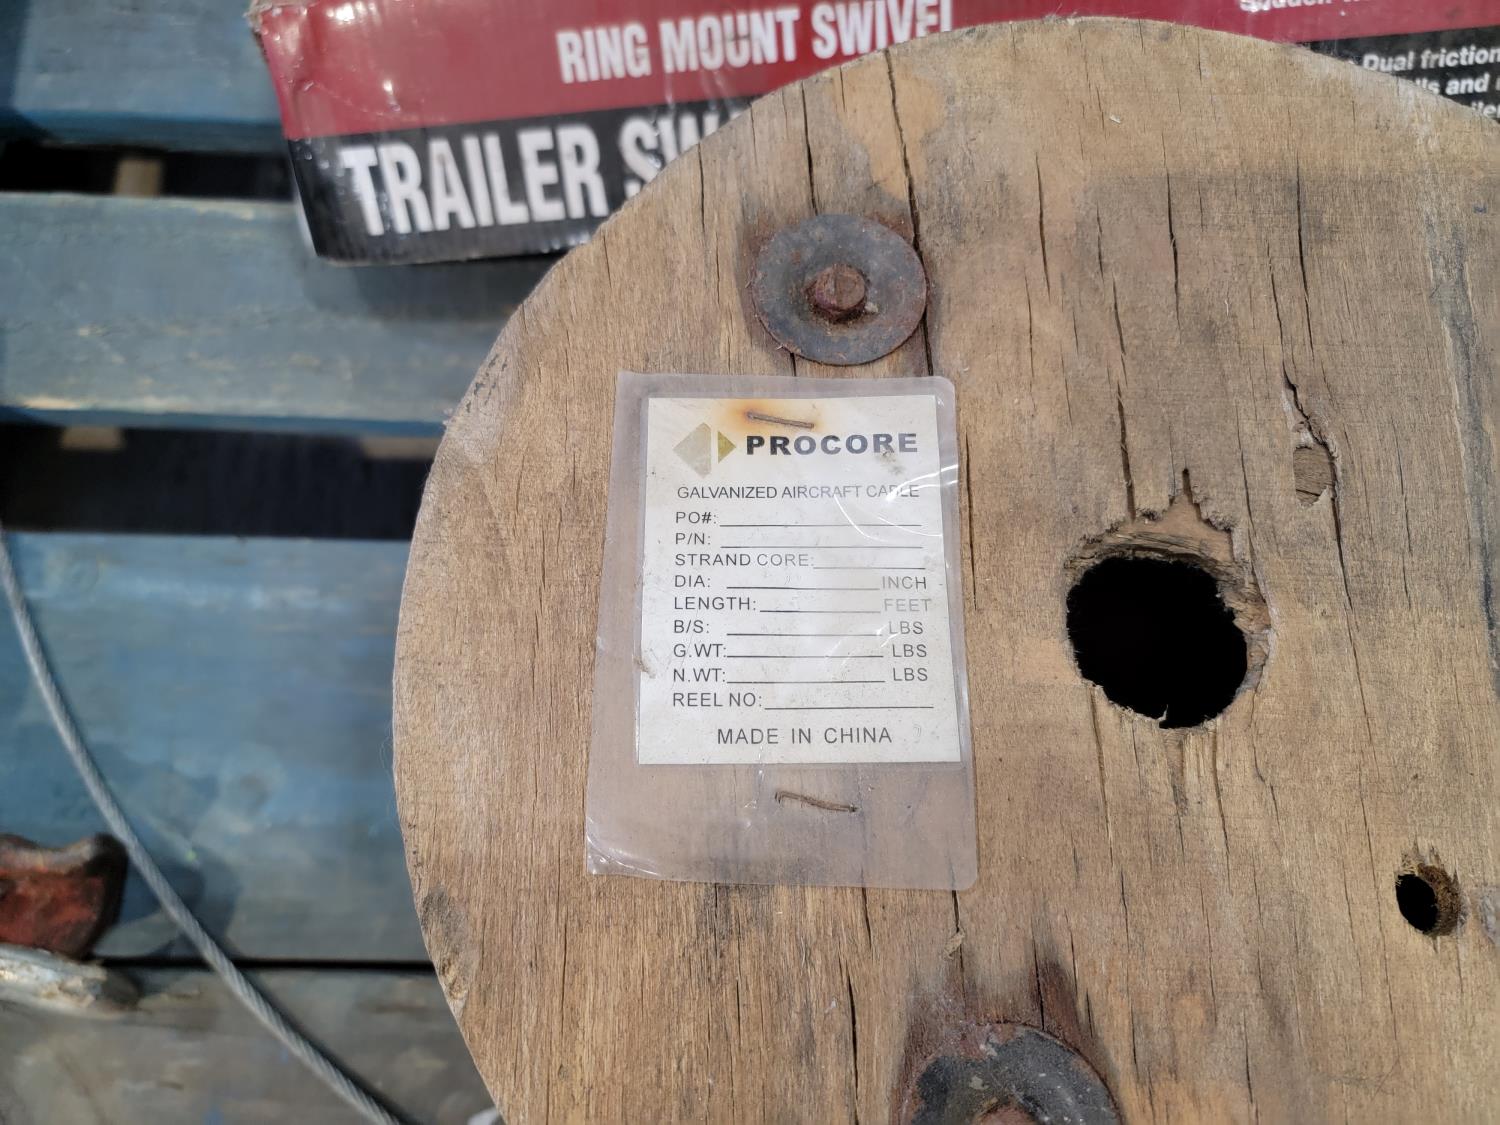 RING MOUNT SWIVEL
TRAILER
Dual friction
and
PROCORE
GALVANIZED AIRCRAFT CABLE
PO#:
P/N:
STRAND CORE:
DIA: INCH
LENGTH: FEET
B/S: LBS
G.WT: LBS
N.WT: LBS
REEL NO:
MADE IN CHINA